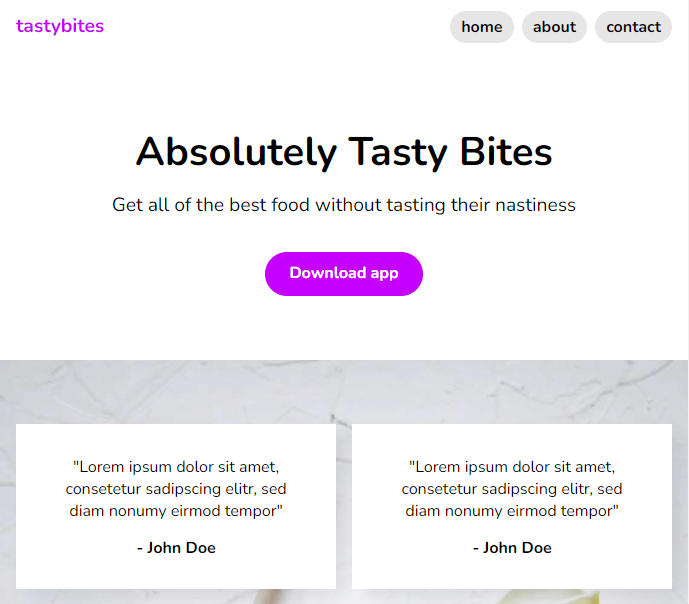 tastybites
home about contact
Absolutely Tasty Bites
Get all of the best food without tasting their nastiness
Download app
"Lorem ipsum dolor sit amet,
consetetur sadipscing elitr, sed
diam nonumy eirmod tempor"
- John Doe
"Lorem ipsum dolor sit amet,
consetetur sadipscing elitr, sed
diam nonumy eirmod tempor"
- John Doe